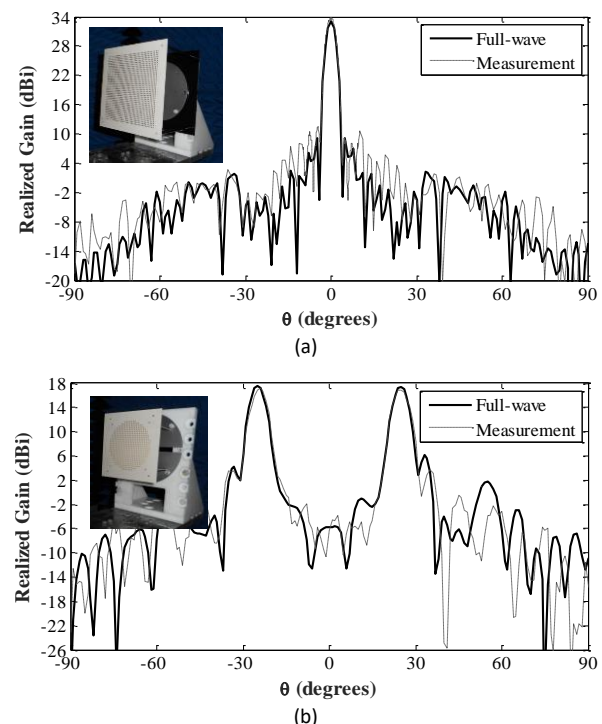 34
28
22
16
10
4
-2
-8
-14
-20
Realized Gain (dBi)
Full-wave
Measurement
-90 -60 -30 0 30 60 90
θ (degrees)
(a)
18
14
10
6
2
-2
-6
-10
-14
-18
-22
-26
Realized Gain (dBi)
Full-wave
Measurement
-90 -60 -30 0 30 60 90
θ (degrees)
(b)